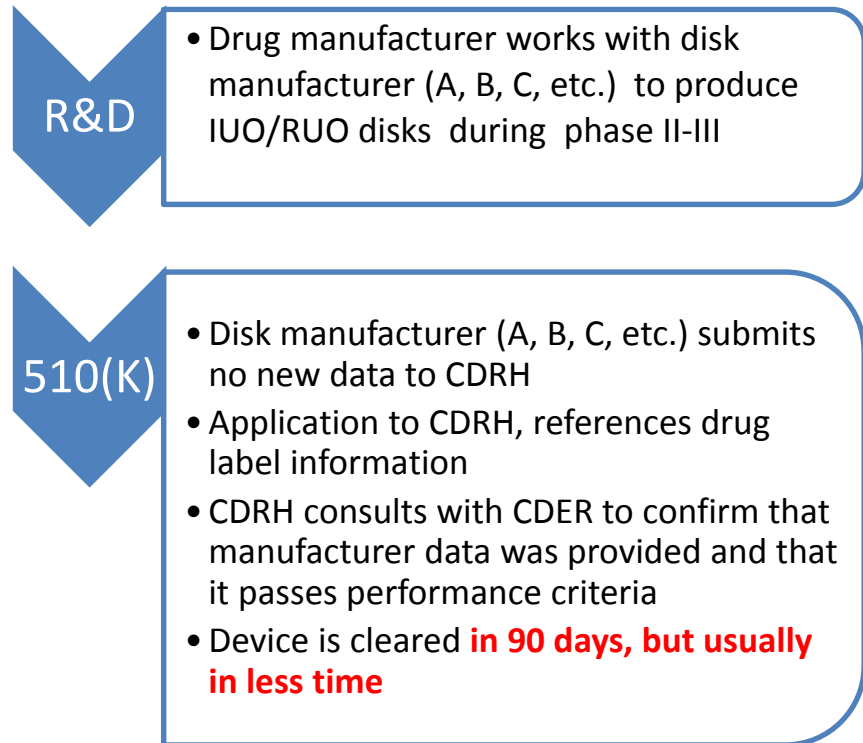 R&D
• Drug manufacturer works with disk
manufacturer (A, B, C, etc.)  to produce
IUO/RUO disks  during  phase II-III
510(K)
• Disk manufacturer (A, B, C, etc.) submits
no new data to CDRH
• Application to CDRH, references drug
label information
• CDRH consults with CDER to confirm that
manufacturer data was provided and that
it passes performance criteria
• Device is cleared in 90 days, but usually
in less time